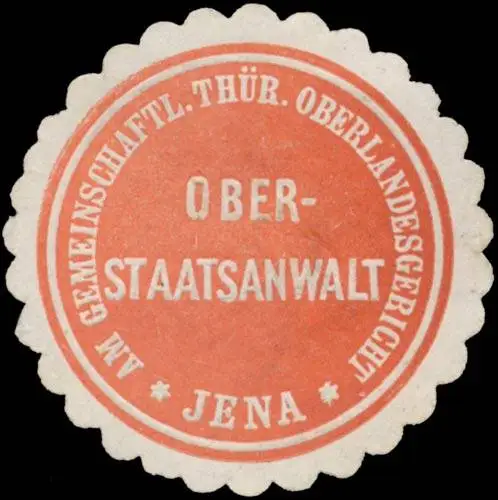 OBER-
STAATSANWALT
AM GEMEINSCHAFTL. THÜR. OBERLANDESGERICHT
* JENA *